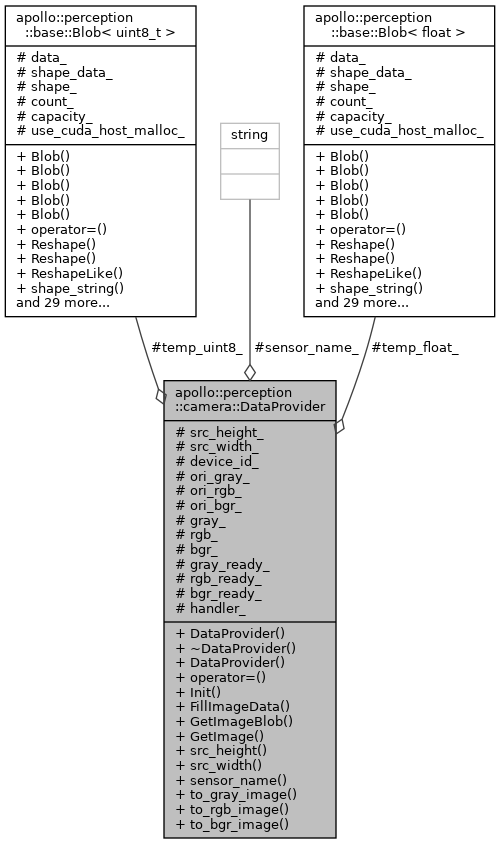 apollo::perception
::base::Blob< uint8_t >
# data_
# shape_data_
# shape_
# count_
# capacity_
# use_cuda_host_malloc_
+ Blob()
+ Blob()
+ Blob()
+ Blob()
+ Blob()
+ operator=()
+ Reshape()
+ Reshape()
+ ReshapeLike()
+ shape_string()
and 29 more...
string
apollo::perception
::base::Blob< float >
# data_
# shape_data_
# shape_
# count_
# capacity_
# use_cuda_host_malloc_
+ Blob()
+ Blob()
+ Blob()
+ Blob()
+ Blob()
+ operator=()
+ Reshape()
+ Reshape()
+ ReshapeLike()
+ shape_string()
and 29 more...
#temp_uint8_
#sensor_name_
#temp_float_
apollo::perception
::camera::DataProvider
# src_height_
# src_width_
# device_id_
# ori_gray_
# ori_rgb_
# ori_bgr_
# gray_
# rgb_
# bgr_
# gray_ready_
# rgb_ready_
# bgr_ready_
# handler_
+ DataProvider()
+ ~DataProvider()
+ DataProvider()
+ operator=()
+ Init()
+ FillImageData()
+ GetImageBlob()
+ GetImage()
+ src_height()
+ src_width()
+ sensor_name()
+ to_gray_image()
+ to_rgb_image()
+ to_bgr_image()